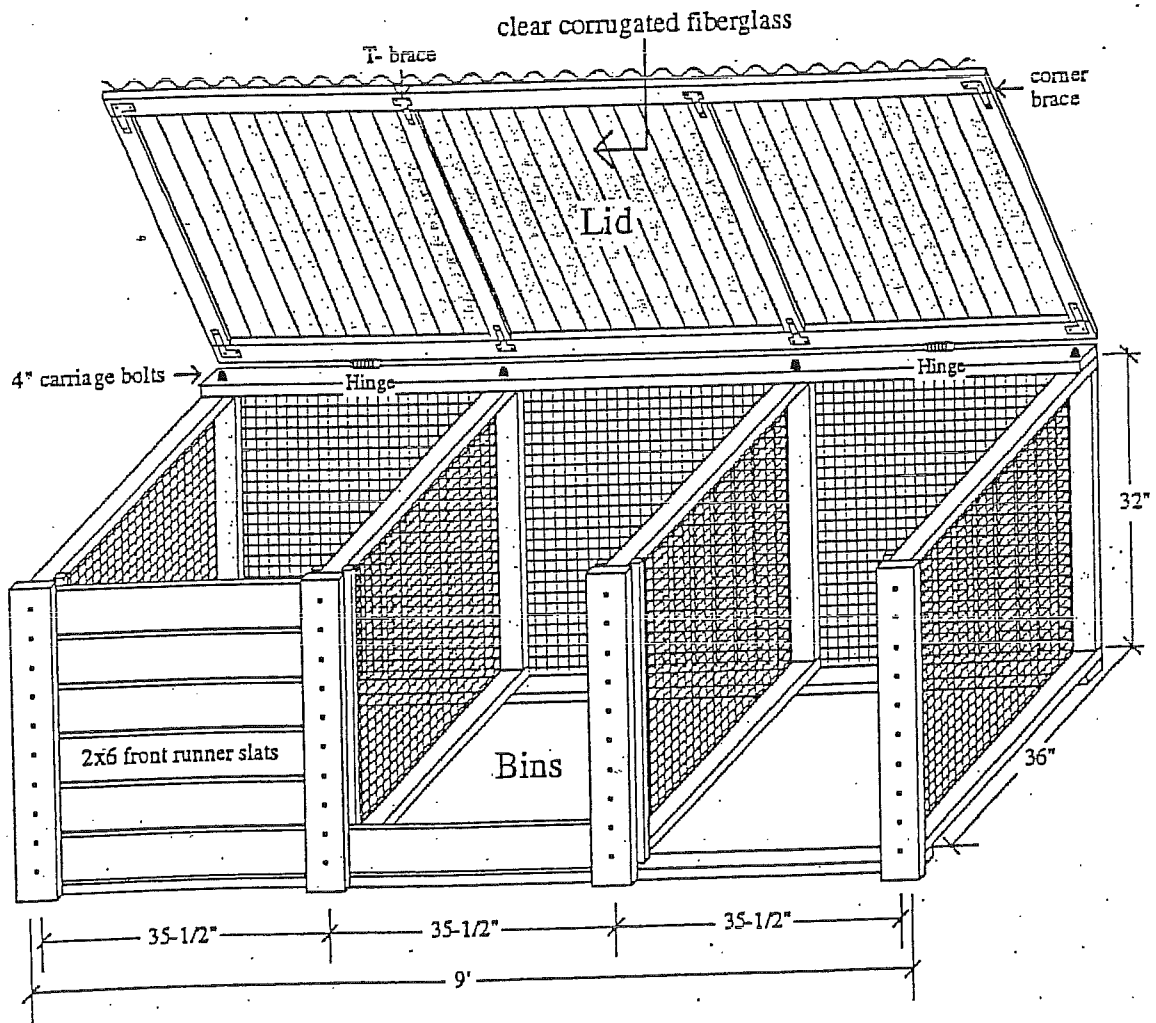 clear corrugated fiberglass
T- brace
corner
brace
Lid
4" carriage bolts
Hinge
Hinge
32"
2x6 front runner slats
Bins
36"
35-1/2"
35-1/2"
35-1/2"
9'